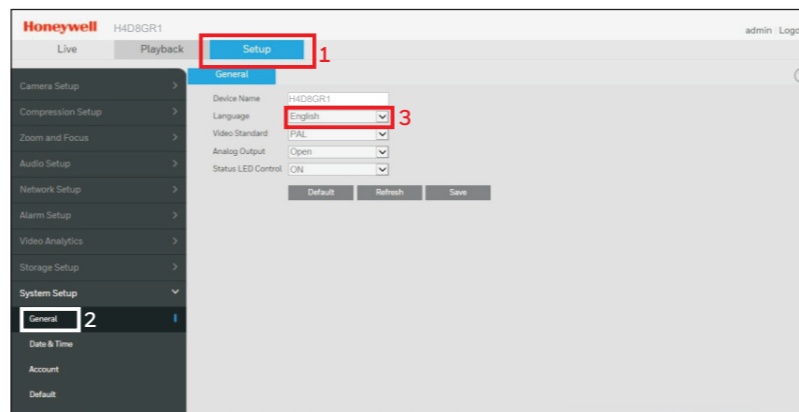 Honeywell H4D8GR1 admin Logo
Live Playback Setup 1
General
Camera Setup
Compression Setup
Zoom and Focus
Audio Setup
Network Setup
Alarm Setup
Video Analytics
Storage Setup
System Setup
General 2
Date & Time
Account
Default
Device Name H4D8GR1
Language English 3
Video Standard PAL
Analog Output Open
Status LED Control ON
Default Refresh Save